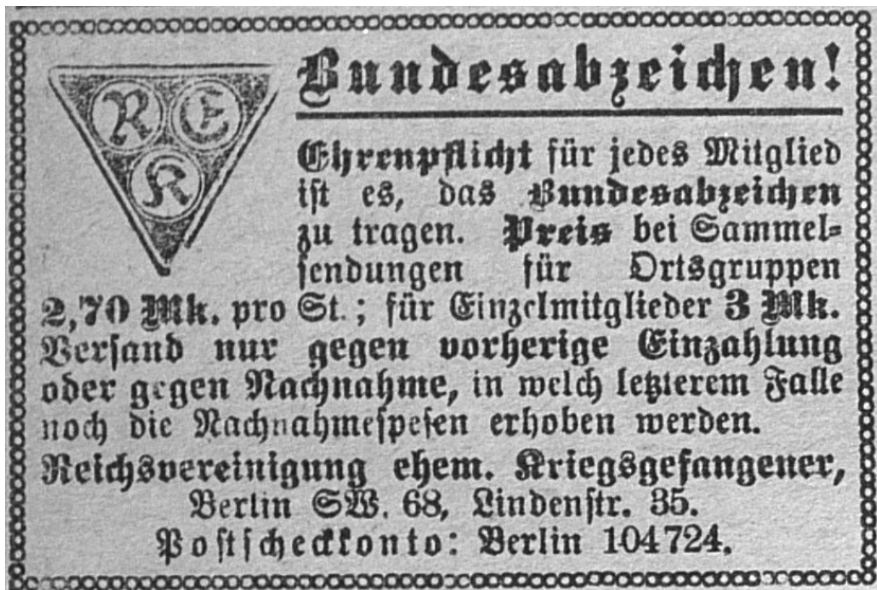 R E
K
Bundesabzeichen!
Ehrenpflicht für jedes Mitglied
ist es, das Bundesabzeichen
zu tragen. Preis bei Sammel=
sendungen für Ortsgruppen
2,70 Mk. pro St.; für Einzelmitglieder 3 Mk.
Versand nur gegen vorherige Einzahlung
oder gegen Nachnahme, in welch letzterem Falle
noch die Nachnahmespesen erhoben werden.
Reichsvereinigung ehem. Kriegsgefangener,
Berlin SW. 68, Lindenstr. 35.
Postscheckkonto: Berlin 104724.